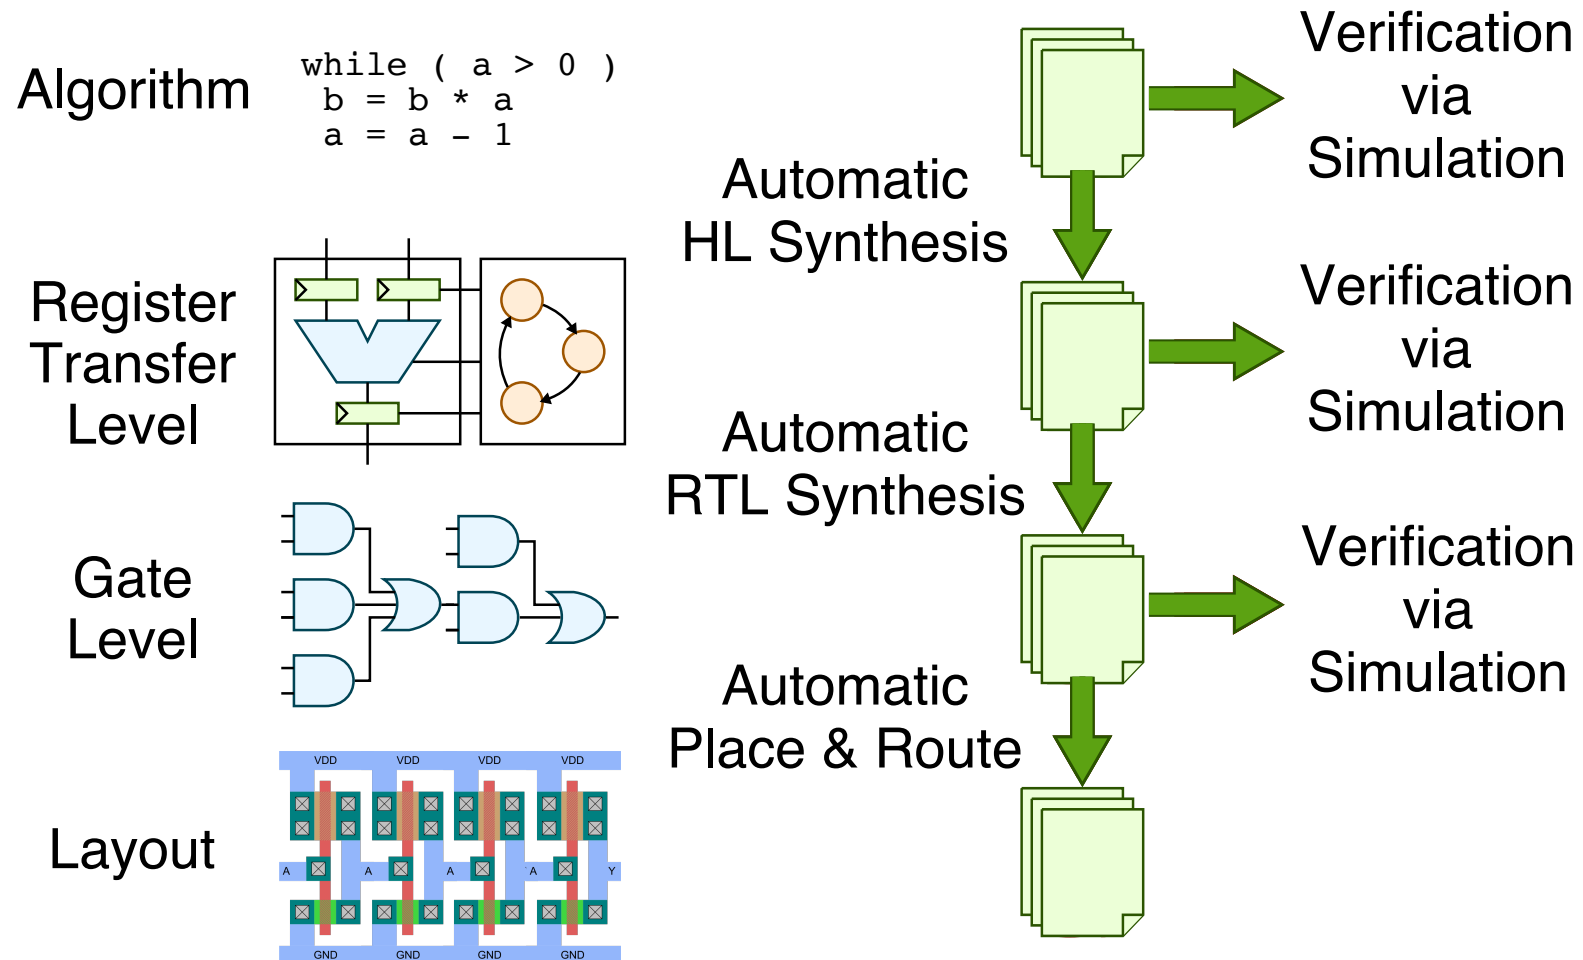 Algorithm
while ( a > 0 )
b = b * a
a = a - 1
Verification
via
Simulation
Automatic
HL Synthesis
Register
Transfer
Level
Verification
via
Simulation
Automatic
RTL Synthesis
Gate
Level
Verification
via
Simulation
Automatic
Place & Route
Layout
VDD VDD VDD VDD
A A A A Y
GND GND GND GND